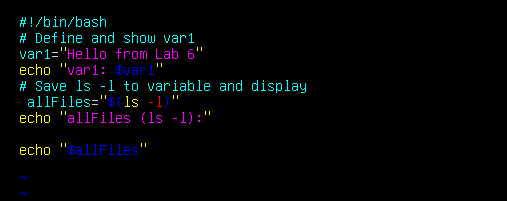 #!/bin/bash
# Define and show var1
var1="Hello from Lab 6"
echo "var1: $var1"
# Save ls -l to variable and display
 allFiles="$(ls -l)"
echo "allFiles (ls -l):"

echo "$allFiles"

~
~